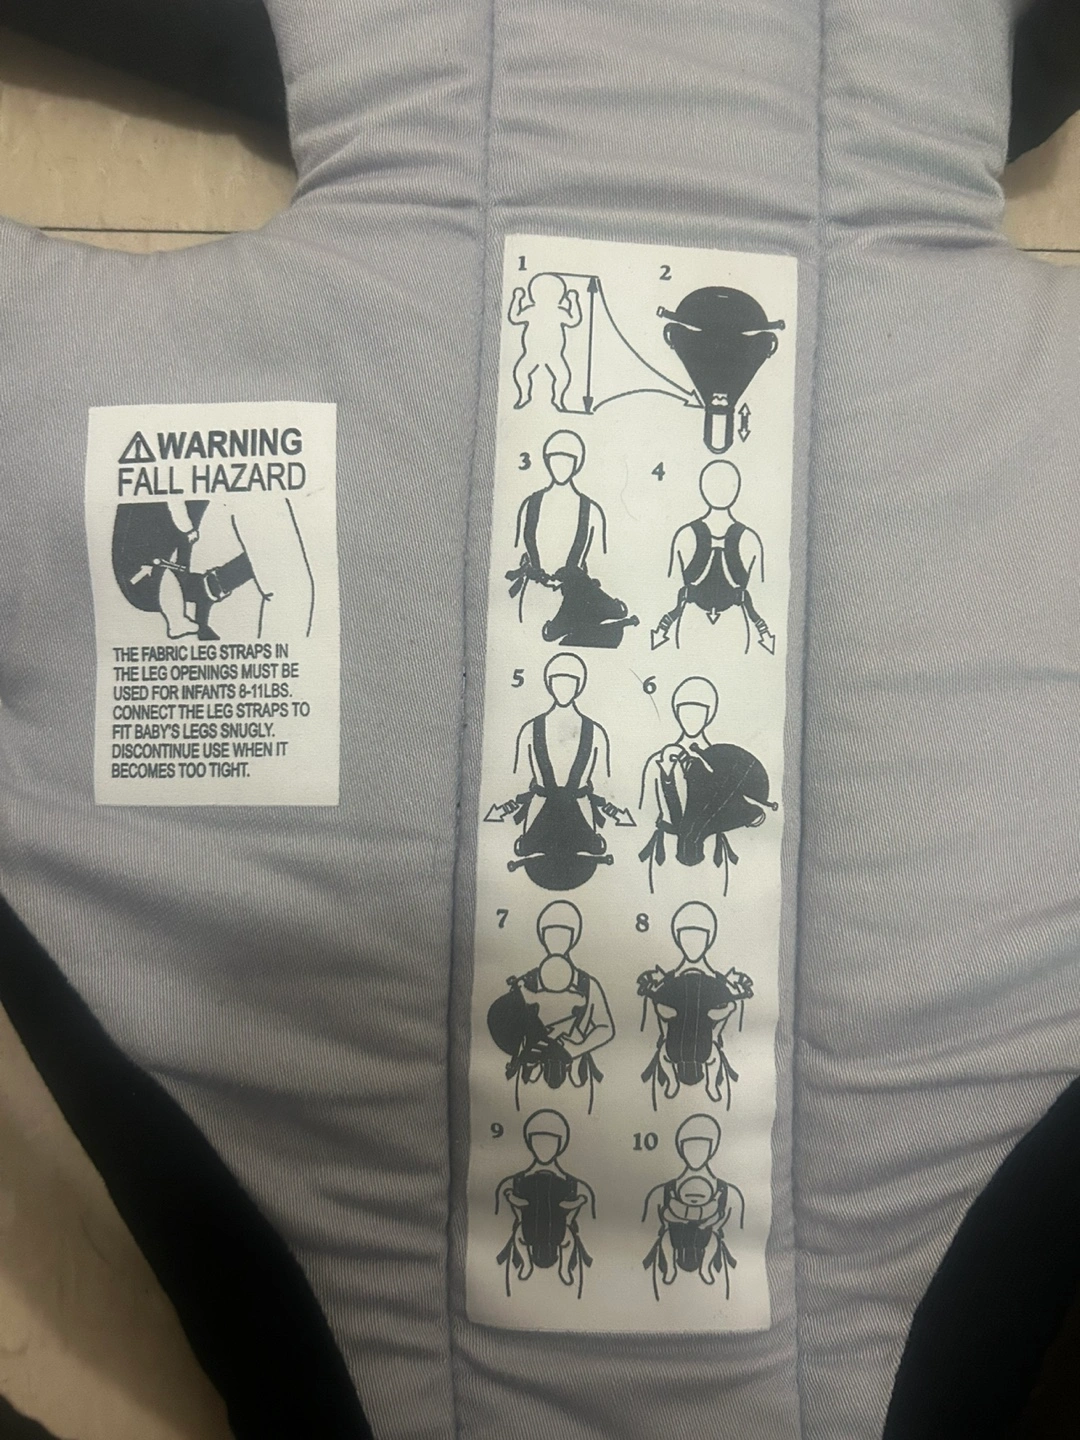 ⚠WARNING
FALL HAZARD
THE FABRIC LEG STRAPS IN
THE LEG OPENINGS MUST BE
USED FOR INFANTS 8-11LBS.
CONNECT THE LEG STRAPS TO
FIT BABY'S LEGS SNUGLY.
DISCONTINUE USE WHEN IT
BECOMES TOO TIGHT.
1 2
3 4
5 6
7 8
9 10